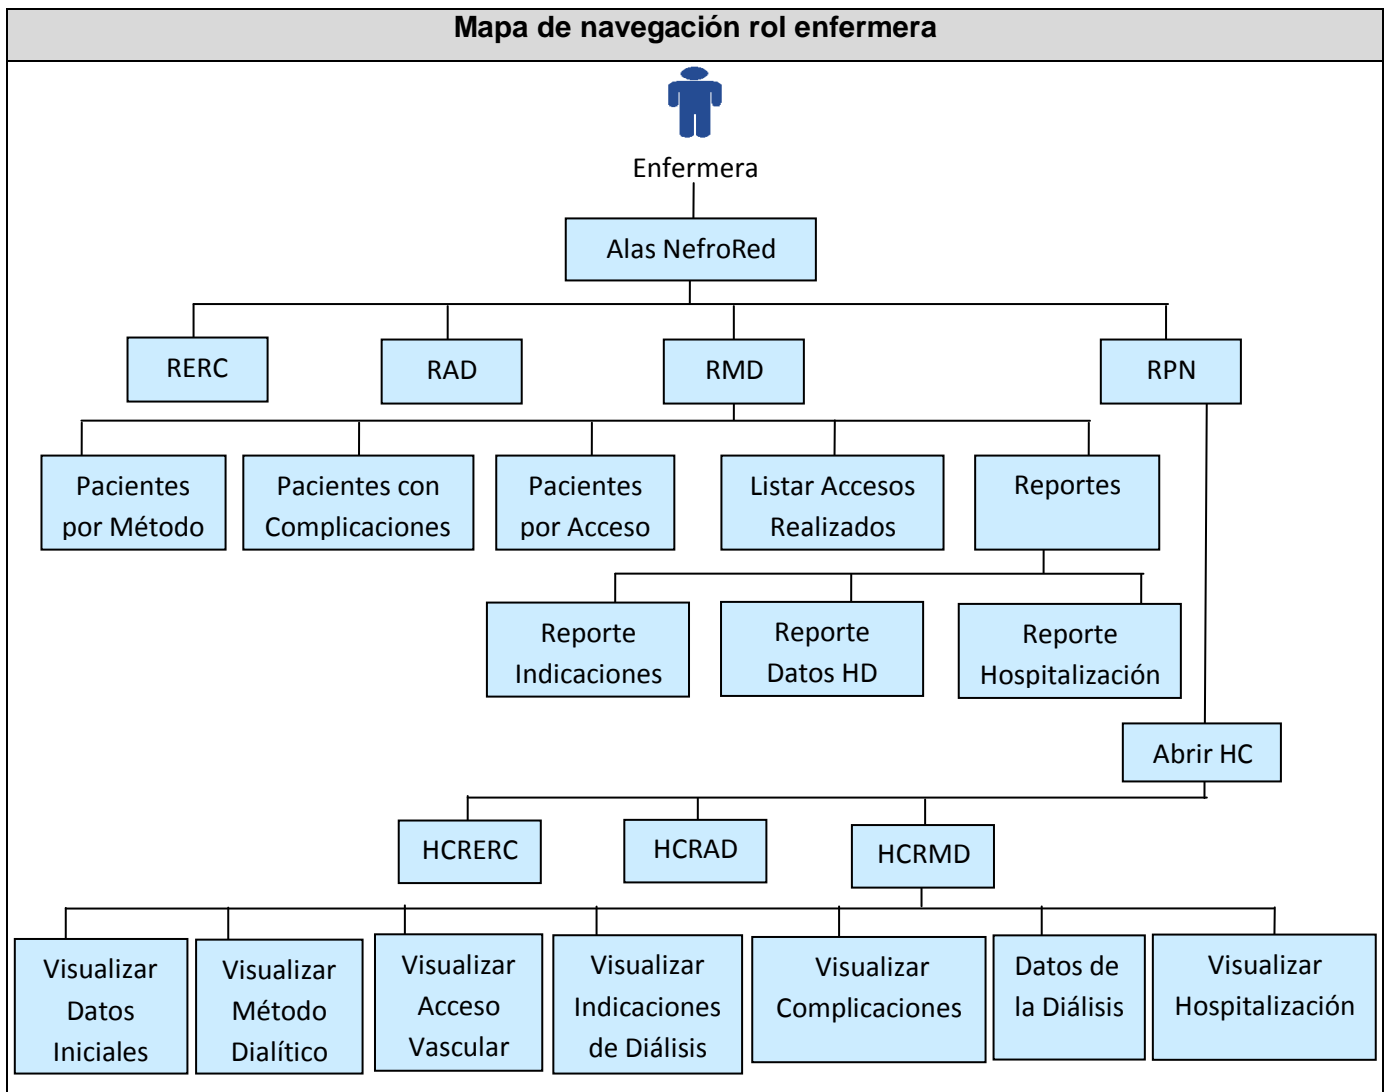 Mapa de navegación rol enfermera
Enfermera
Alas NefroRed
RERC
RAD
RMD
RPN
Pacientes
por Método
Pacientes con
Complicaciones
Pacientes
por Acceso
Listar Accesos
Realizados
Reportes
Reporte
Indicaciones
Reporte
Datos HD
Reporte
Hospitalización
Abrir HC
HCRERC
HCRAD
HCRMD
Visualizar
Datos
Iniciales
Visualizar
Método
Dialítico
Visualizar
Acceso
Vascular
Visualizar
Indicaciones
de Diálisis
Visualizar
Complicaciones
Datos de
la Diálisis
Visualizar
Hospitalización